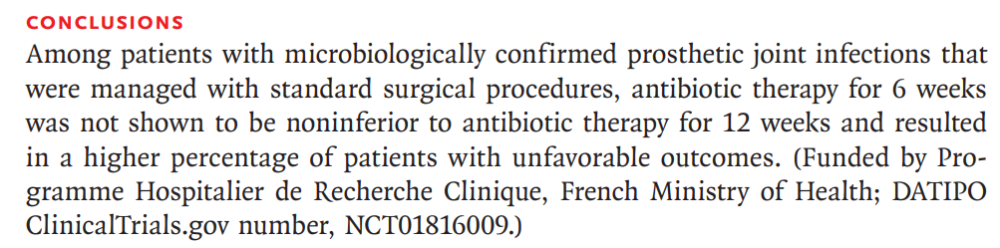 CONCLUSIONS
Among patients with microbiologically confirmed prosthetic joint infections that
were managed with standard surgical procedures, antibiotic therapy for 6 weeks
was not shown to be noninferior to antibiotic therapy for 12 weeks and resulted
in a higher percentage of patients with unfavorable outcomes. (Funded by Pro-
gramme Hospitalier de Recherche Clinique, French Ministry of Health; DATIPO
ClinicalTrials.gov number, NCT01816009.)